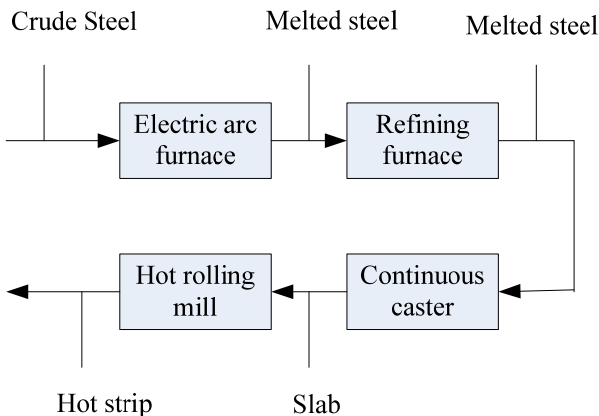 Crude Steel
Melted steel
Melted steel
Electric arc
furnace
Refining
furnace
Hot rolling
mill
Continuous
caster
Hot strip
Slab